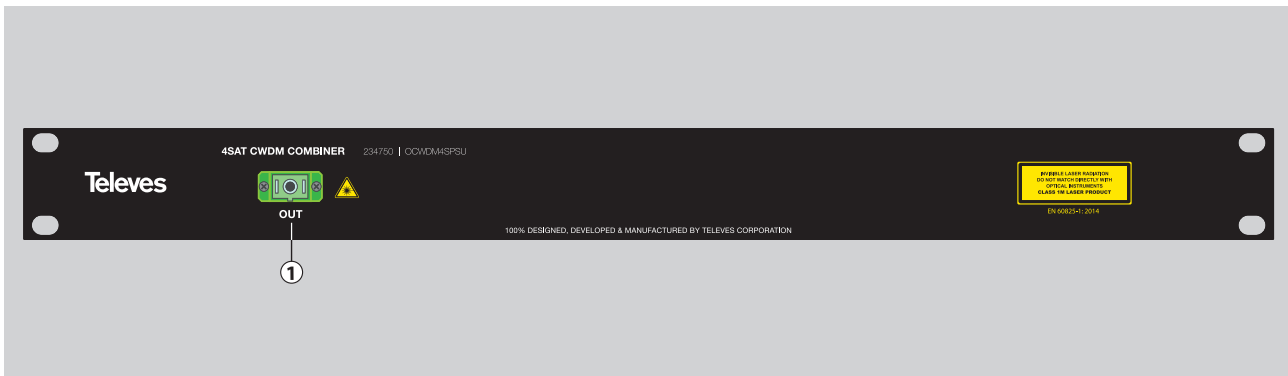 4SAT CWDM COMBINER 234750 | OCWDM4SPSU
Televes
INVISIBLE LASER RADIATION
DO NOT WATCH DIRECTLY WITH
OPTICAL INSTRUMENTS
CLASS 1M LASER PRODUCT
OUT
EN 60825-1: 2014
100% DESIGNED, DEVELOPED & MANUFACTURED BY TELEVES CORPORATION
1